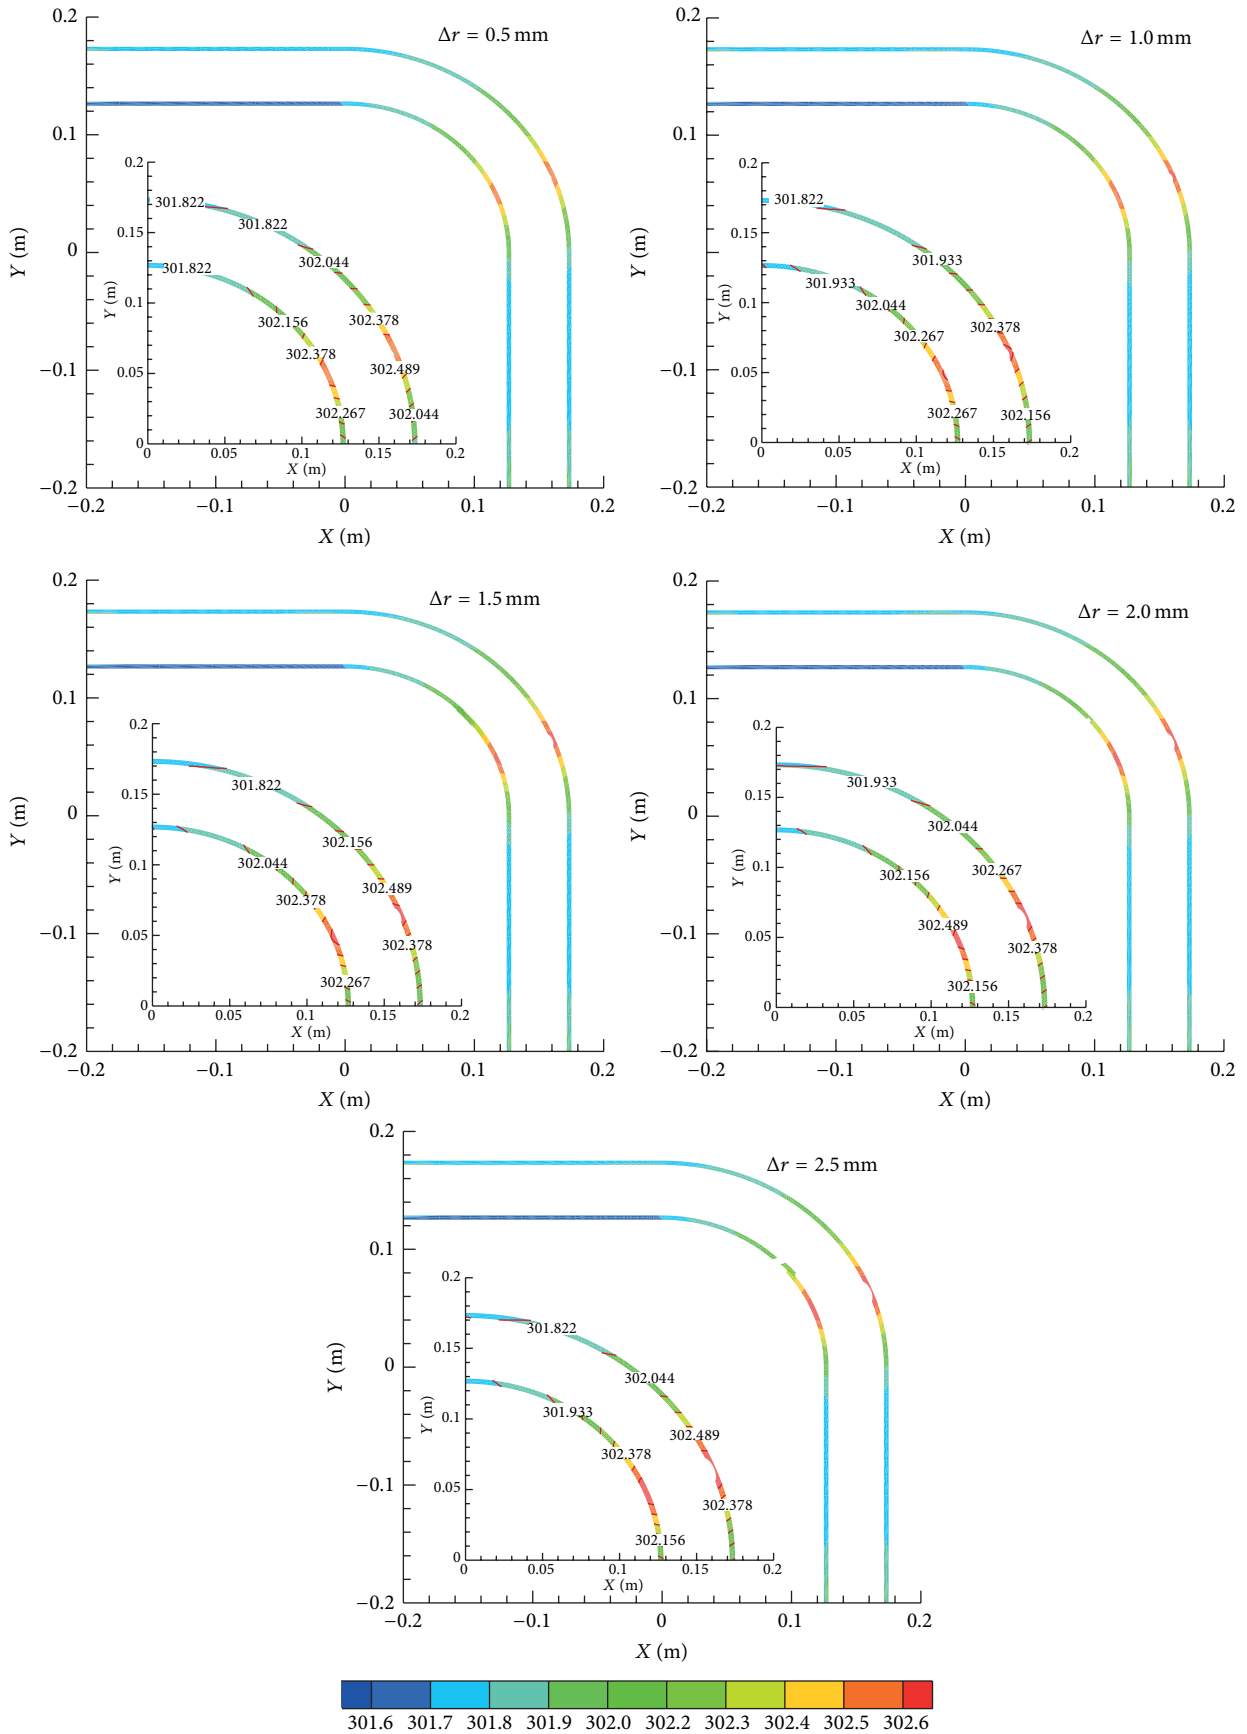 Δr = 0.5 mm
0.2
0.1
0
−0.1
−0.2
Y (m)
−0.2 −0.1 0 0.1 0.2
X (m)
0.2
0.15
0.1
0.05
0
Y (m)
0 0.05 0.1 0.15 0.2
X (m)
301.822
301.822
302.044
302.378
302.489
302.044
301.822
302.156
302.378
302.267
Δr = 1.0 mm
0.2
0.1
0
−0.1
−0.2
Y (m)
−0.2 −0.1 0 0.1 0.2
X (m)
0.2
0.15
0.1
0.05
0
Y (m)
0 0.05 0.1 0.15 0.2
X (m)
301.822
301.933
302.378
302.156
301.933
302.044
302.267
302.267
Δr = 1.5 mm
0.2
0.1
0
−0.1
−0.2
Y (m)
−0.2 −0.1 0 0.1 0.2
X (m)
0.2
0.15
0.1
0.05
0
Y (m)
0 0.05 0.1 0.15 0.2
X (m)
301.822
302.156
302.489
302.378
302.044
302.378
302.267
Δr = 2.0 mm
0.2
0.1
0
−0.1
−0.2
Y (m)
−0.2 −0.1 0 0.1 0.2
X (m)
0.2
0.15
0.1
0.05
0
Y (m)
0 0.05 0.1 0.15 0.2
X (m)
301.933
302.044
302.267
302.378
302.156
302.489
302.156
Δr = 2.5 mm
0.2
0.1
0
−0.1
−0.2
Y (m)
−0.2 −0.1 0 0.1 0.2
X (m)
0.2
0.15
0.1
0.05
0
Y (m)
0 0.05 0.1 0.15 0.2
X (m)
301.822
302.044
302.489
302.378
301.933
302.378
302.156
301.6 301.7 301.8 301.9 302.0 302.2 302.3 302.4 302.5 302.6